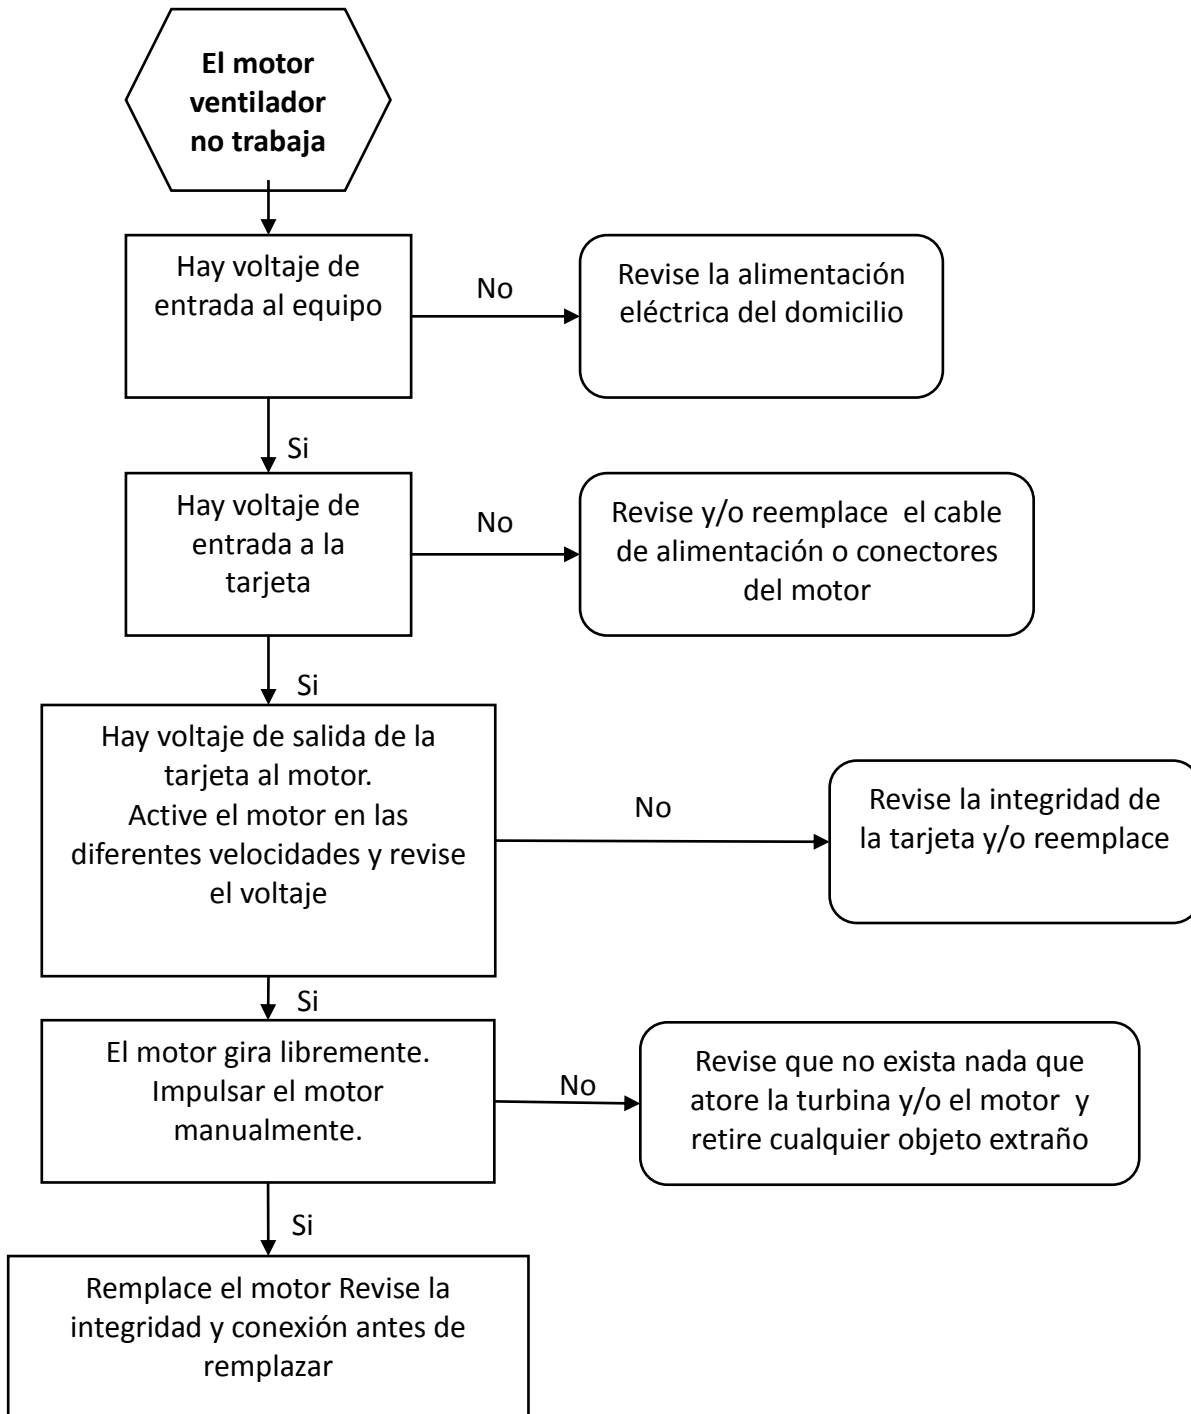 El motor
ventilador
no trabaja
Hay voltaje de
entrada al equipo
No
Revise la alimentación
eléctrica del domicilio
Si
Hay voltaje de
entrada a la
tarjeta
No
Revise y/o reemplace el cable
de alimentación o conectores
del motor
Si
Hay voltaje de salida de la
tarjeta al motor.
Active el motor en las
diferentes velocidades y revise
el voltaje
No
Revise la integridad de
la tarjeta y/o reemplace
Si
El motor gira libremente.
Impulsar el motor
manualmente.
No
Revise que no exista nada que
atore la turbina y/o el motor y
retire cualquier objeto extraño
Si
Remplace el motor Revise la
integridad y conexión antes de
remplazar